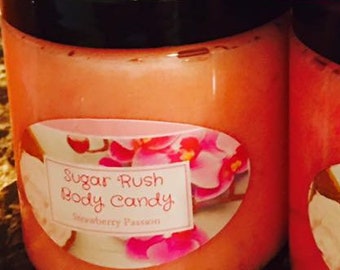 Sugar Rush
Body Candy
Strawberry Passion